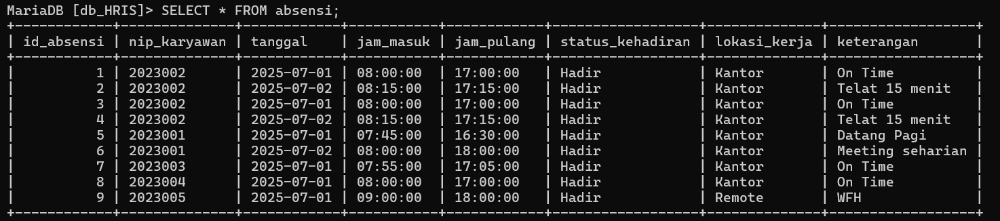 MariaDB [db_HRIS]> SELECT * FROM absensi;
+------------+--------------+------------+-----------+------------+------------------+--------------+------------------+
| id_absensi | nip_karyawan | tanggal    | jam_masuk | jam_pulang | status_kehadiran | lokasi_kerja | keterangan       |
+------------+--------------+------------+-----------+------------+------------------+--------------+------------------+
|          1 | 2023002      | 2025-07-01 | 08:00:00  | 17:00:00   | Hadir            | Kantor       | On Time          |
|          2 | 2023002      | 2025-07-02 | 08:15:00  | 17:15:00   | Hadir            | Kantor       | Telat 15 menit   |
|          3 | 2023002      | 2025-07-01 | 08:00:00  | 17:00:00   | Hadir            | Kantor       | On Time          |
|          4 | 2023002      | 2025-07-02 | 08:15:00  | 17:15:00   | Hadir            | Kantor       | Telat 15 menit   |
|          5 | 2023001      | 2025-07-01 | 07:45:00  | 16:30:00   | Hadir            | Kantor       | Datang Pagi      |
|          6 | 2023001      | 2025-07-02 | 08:00:00  | 18:00:00   | Hadir            | Kantor       | Meeting seharian |
|          7 | 2023003      | 2025-07-01 | 07:55:00  | 17:05:00   | Hadir            | Kantor       | On Time          |
|          8 | 2023004      | 2025-07-01 | 08:00:00  | 17:00:00   | Hadir            | Kantor       | On Time          |
|          9 | 2023005      | 2025-07-01 | 09:00:00  | 18:00:00   | Hadir            | Remote       | WFH              |
+------------+--------------+------------+-----------+------------+------------------+--------------+------------------+